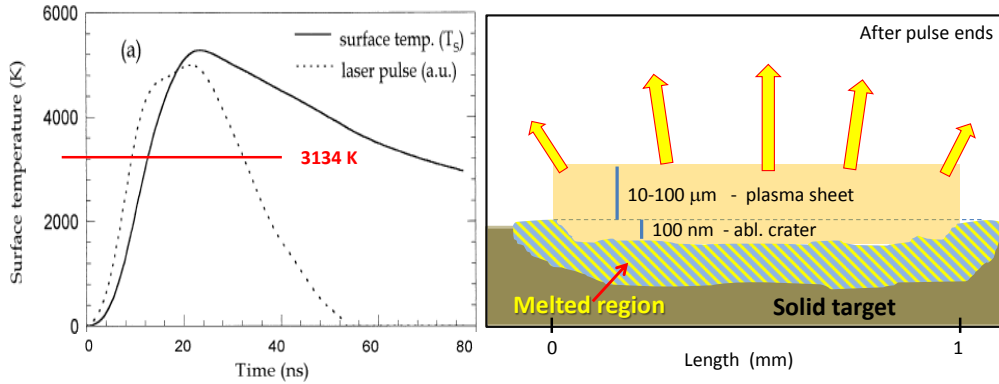 6000
4000
2000
0
Surface temperature (K)
(a)
surface temp. (T_S)
laser pulse (a.u.)
3134 K
0
20
40
60
80
Time (ns)
After pulse ends
10-100 μm - plasma sheet
100 nm - abl. crater
Melted region
Solid target
0
1
Length (mm)